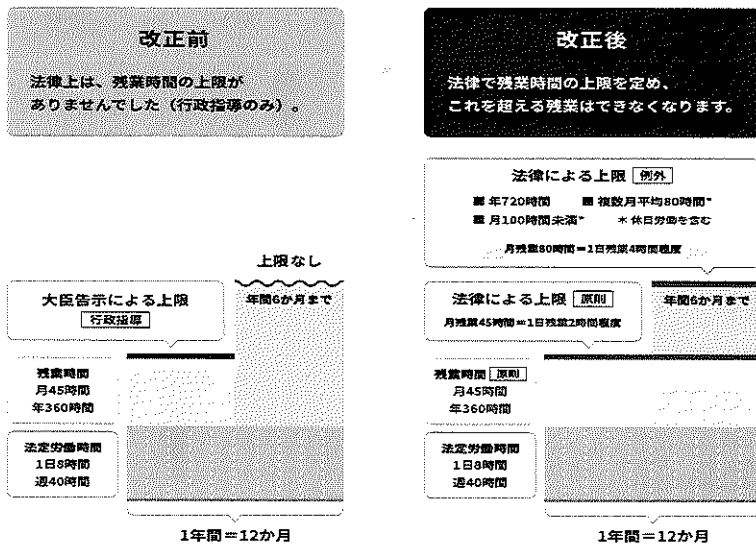 改正前
法律上は、残業時間の上限が
ありませんでした（行政指導のみ）。
上限なし
大臣告示による上限
行政指導
年間6か月まで
残業時間
月45時間
年360時間
法定労働時間
1日8時間
週40時間
1年間＝12か月
改正後
法律で残業時間の上限を定め、
これを超える残業はできなくなります。
法律による上限 例外
■ 年720時間 ■ 複数月平均80時間*
■ 月100時間未満* ＊休日労働を含む
月残業80時間＝1日残業4時間程度
法律による上限 原則
月残業45時間＝1日残業2時間程度
年間6か月まで
残業時間 原則
月45時間
年360時間
法定労働時間
1日8時間
週40時間
1年間＝12か月